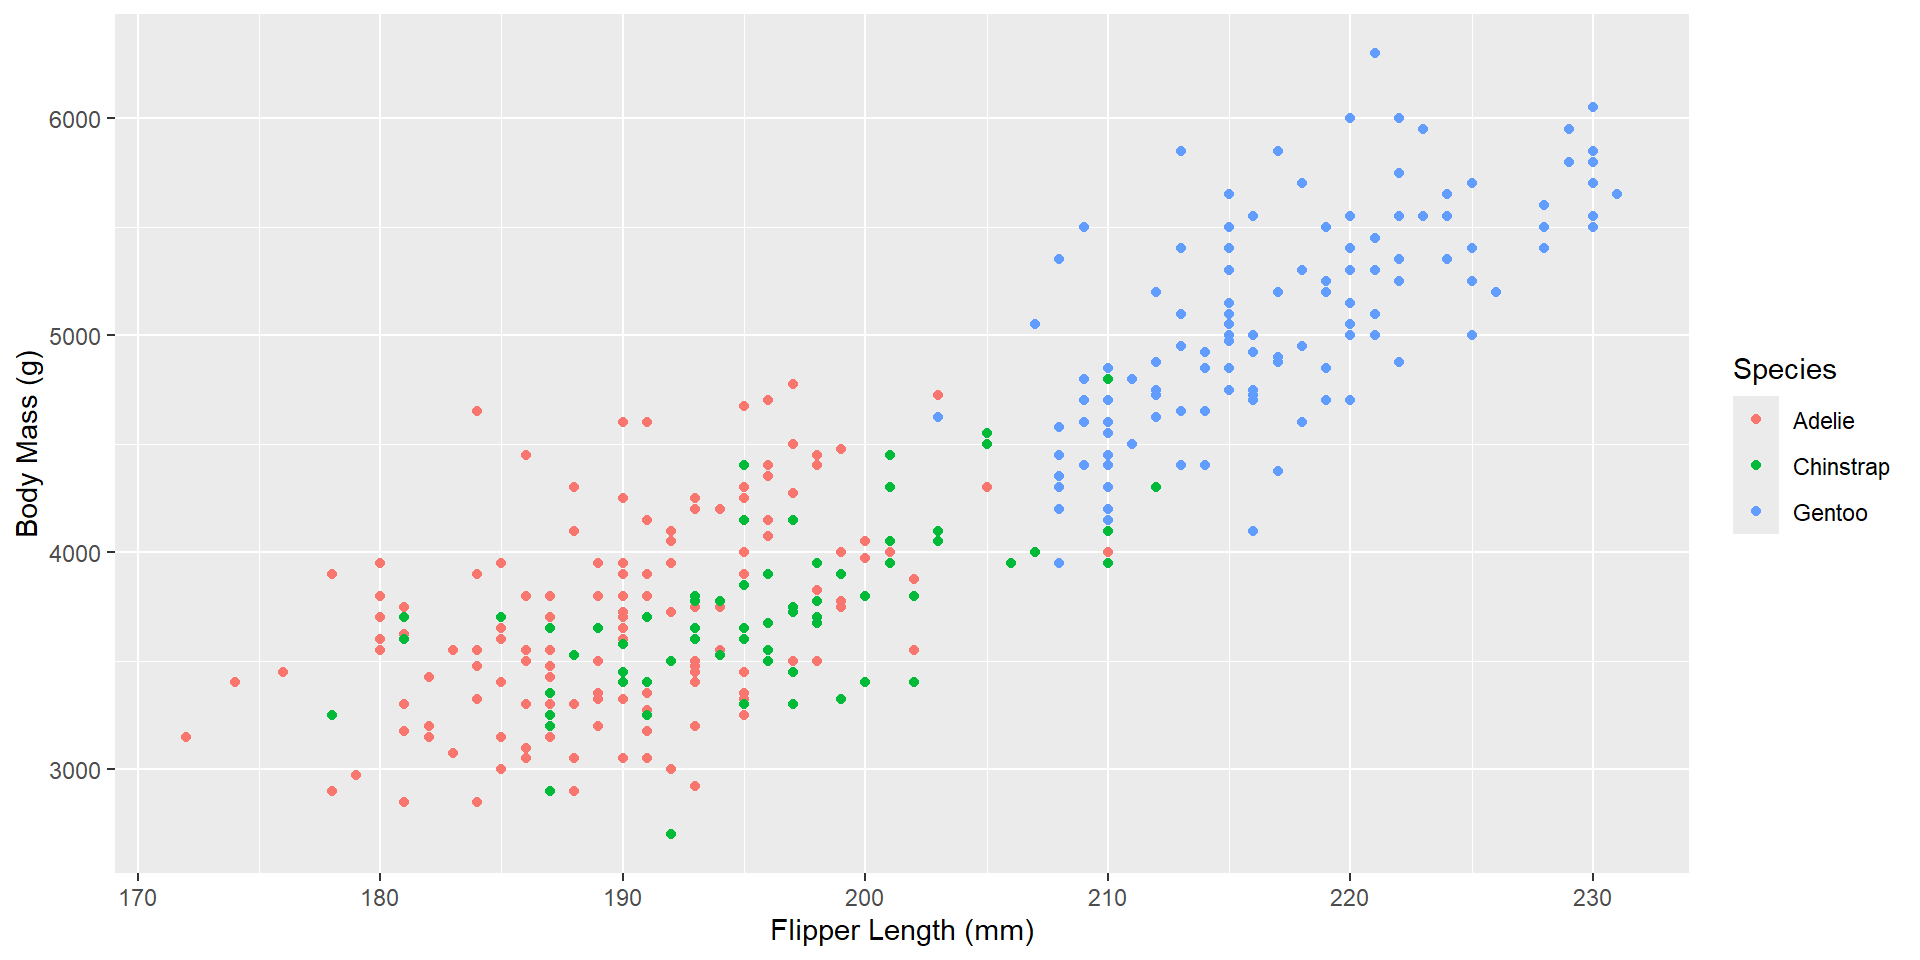 6000
5000
4000
3000
Body Mass (g)
170 180 190 200 210 220 230
Flipper Length (mm)
Species
Adelie
Chinstrap
Gentoo